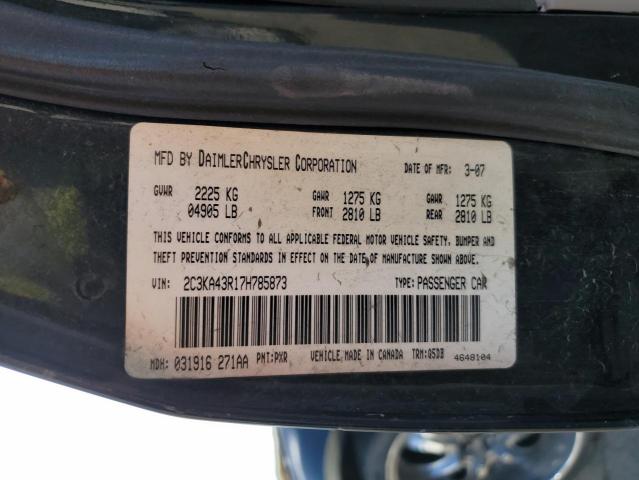 MFD BY DAIMLERCHRYSLER CORPORATION DATE OF MFR: 3-07
GVWR 2225 KG GAWR 1275 KG GAWR 1275 KG
04905 LB FRONT 2810 LB REAR 2810 LB
THIS VEHICLE CONFORMS TO ALL APPLICABLE FEDERAL MOTOR VEHICLE SAFETY, BUMPER AND
THEFT PREVENTION STANDARDS IN EFFECT ON THE DATE OF MANUFACTURE SHOWN ABOVE.
VIN: 2C3KA43R17H785873 TYPE: PASSENGER CAR
MDH: 031916 271AA PNT:PXR VEHICLE MADE IN CANADA TRM:Q5DB 4648104